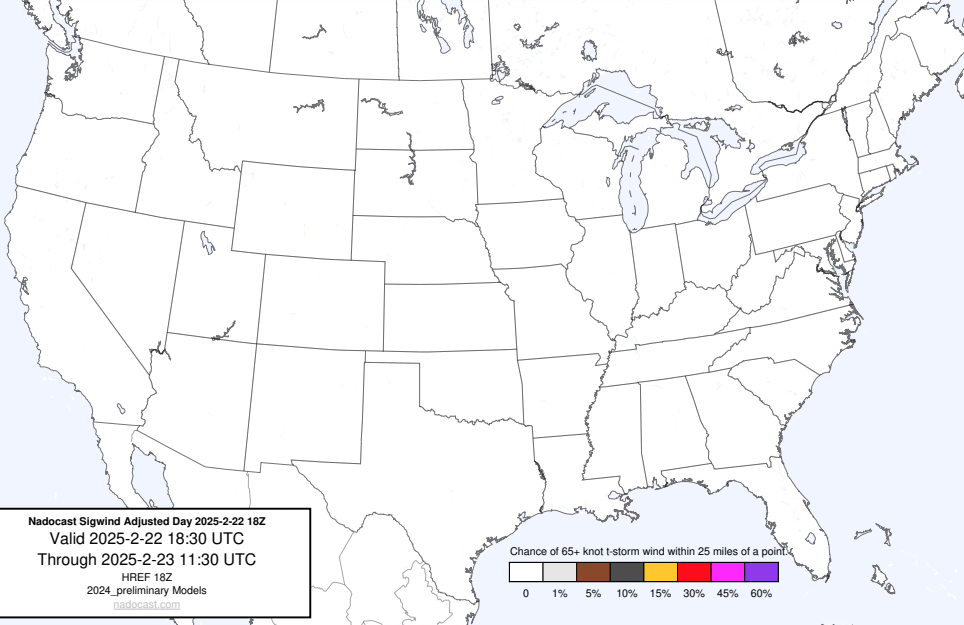 Nadocast Sigwind Adjusted Day 2025-2-22 18Z
Valid 2025-2-22 18:30 UTC
Through 2025-2-23 11:30 UTC
HREF 18Z
2024_preliminary Models
nadocast.com
Chance of 65+ knot t-storm wind within 25 miles of a point.
0 1% 5% 10% 15% 30% 45% 60%